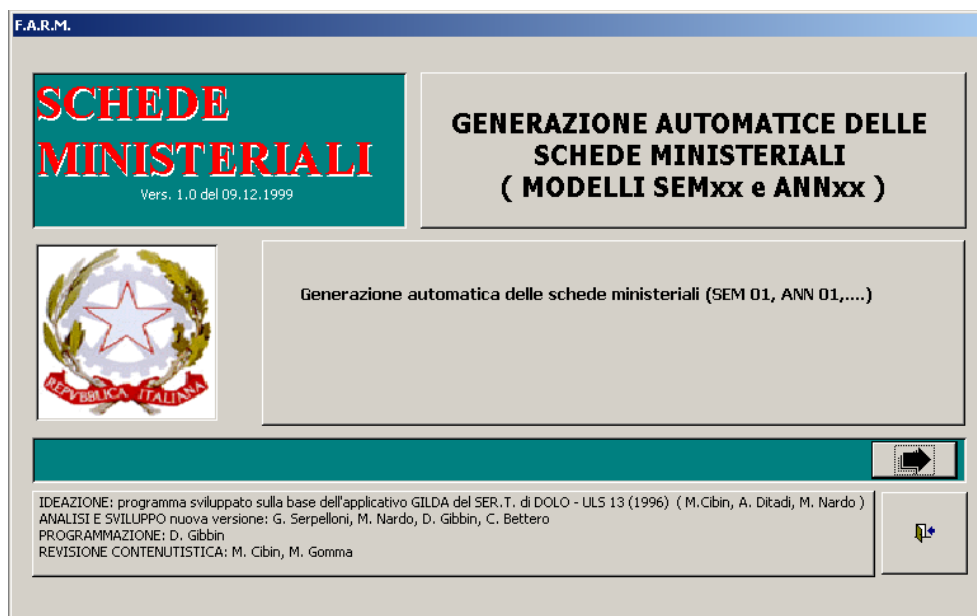 F.A.R.M.
SCHEDE
MINISTERIALI
Vers. 1.0 del 09.12.1999
GENERAZIONE AUTOMATICE DELLE
SCHEDE MINISTERIALI
( MODELLI SEMxx e ANNxx )
REPVBBLICA ITALIANA
Generazione automatica delle schede ministeriali (SEM 01, ANN 01,....)
IDEAZIONE: programma sviluppato sulla base dell'applicativo GILDA del SER.T. di DOLO - ULS 13 (1996) ( M.Cibin, A. Ditadi, M. Nardo )
ANALISI E SVILUPPO nuova versione: G. Serpelloni, M. Nardo, D. Gibbin, C. Bettero
PROGRAMMAZIONE: D. Gibbin
REVISIONE CONTENUTISTICA: M. Cibin, M. Gomma